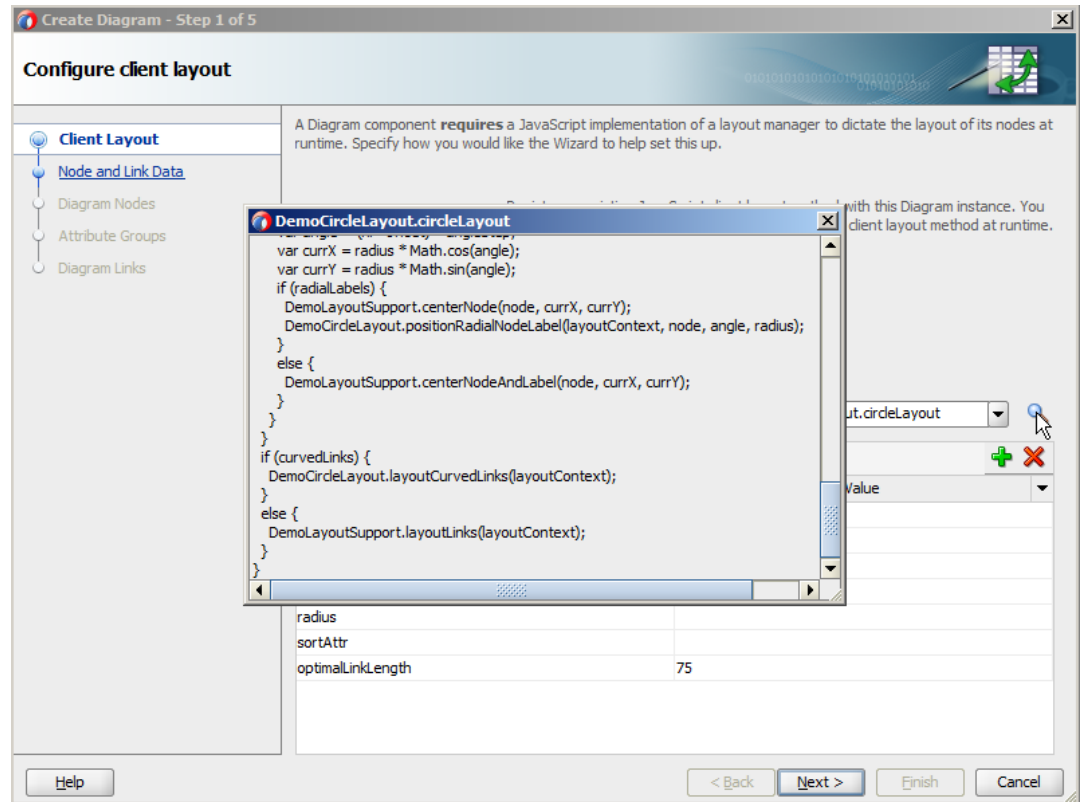 Create Diagram - Step 1 of 5
Configure client layout
0101010101010101010101010101
01010101010
Client Layout
Node and Link Data
Diagram Nodes
Attribute Groups
Diagram Links
A Diagram component requires a JavaScript implementation of a layout manager to dictate the layout of its nodes at
runtime. Specify how you would like the Wizard to help set this up.
with this Diagram instance. You
client layout method at runtime.
DemoCircleLayout.circleLayout
var currX = radius * Math.cos(angle);
var currY = radius * Math.sin(angle);
if (radialLabels) {
DemoLayoutSupport.centerNode(node, currX, currY);
DemoCircleLayout.positionRadialNodeLabel(layoutContext, node, angle, radius);
}
else {
DemoLayoutSupport.centerNodeAndLabel(node, currX, currY);
}
}
}
if (curvedLinks) {
DemoCircleLayout.layoutCurvedLinks(layoutContext);
}
else {
DemoLayoutSupport.layoutLinks(layoutContext);
}
}
ut.circleLayout
Value
radius
sortAttr
optimalLinkLength 75
Help
< Back
Next >
Finish
Cancel